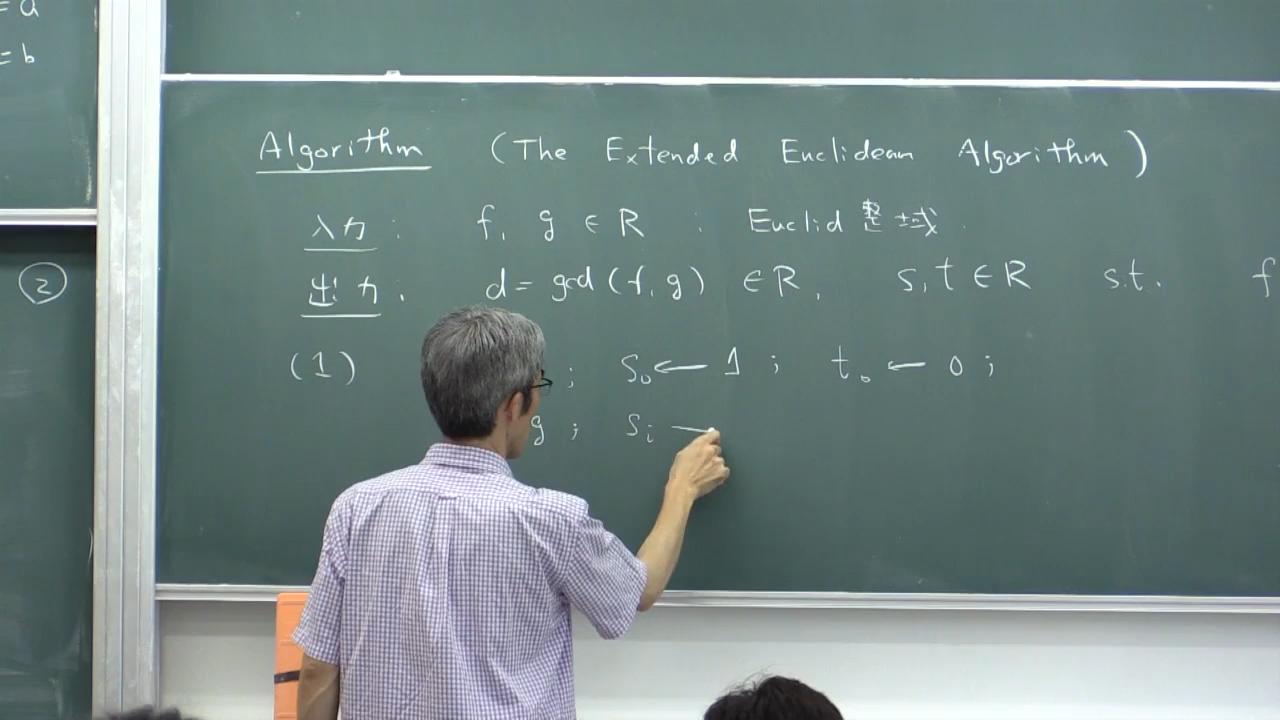 = a
= b
②
Algorithm (The Extended Euclidean Algorithm)
入力: f, g ∈ R : Euclid 整域.
出力: d = gcd(f, g) ∈ R, s, t ∈ R s.t. f
(1) ; s₀ ← 1 ; t₀ ← 0 ;
g ; s₁ —